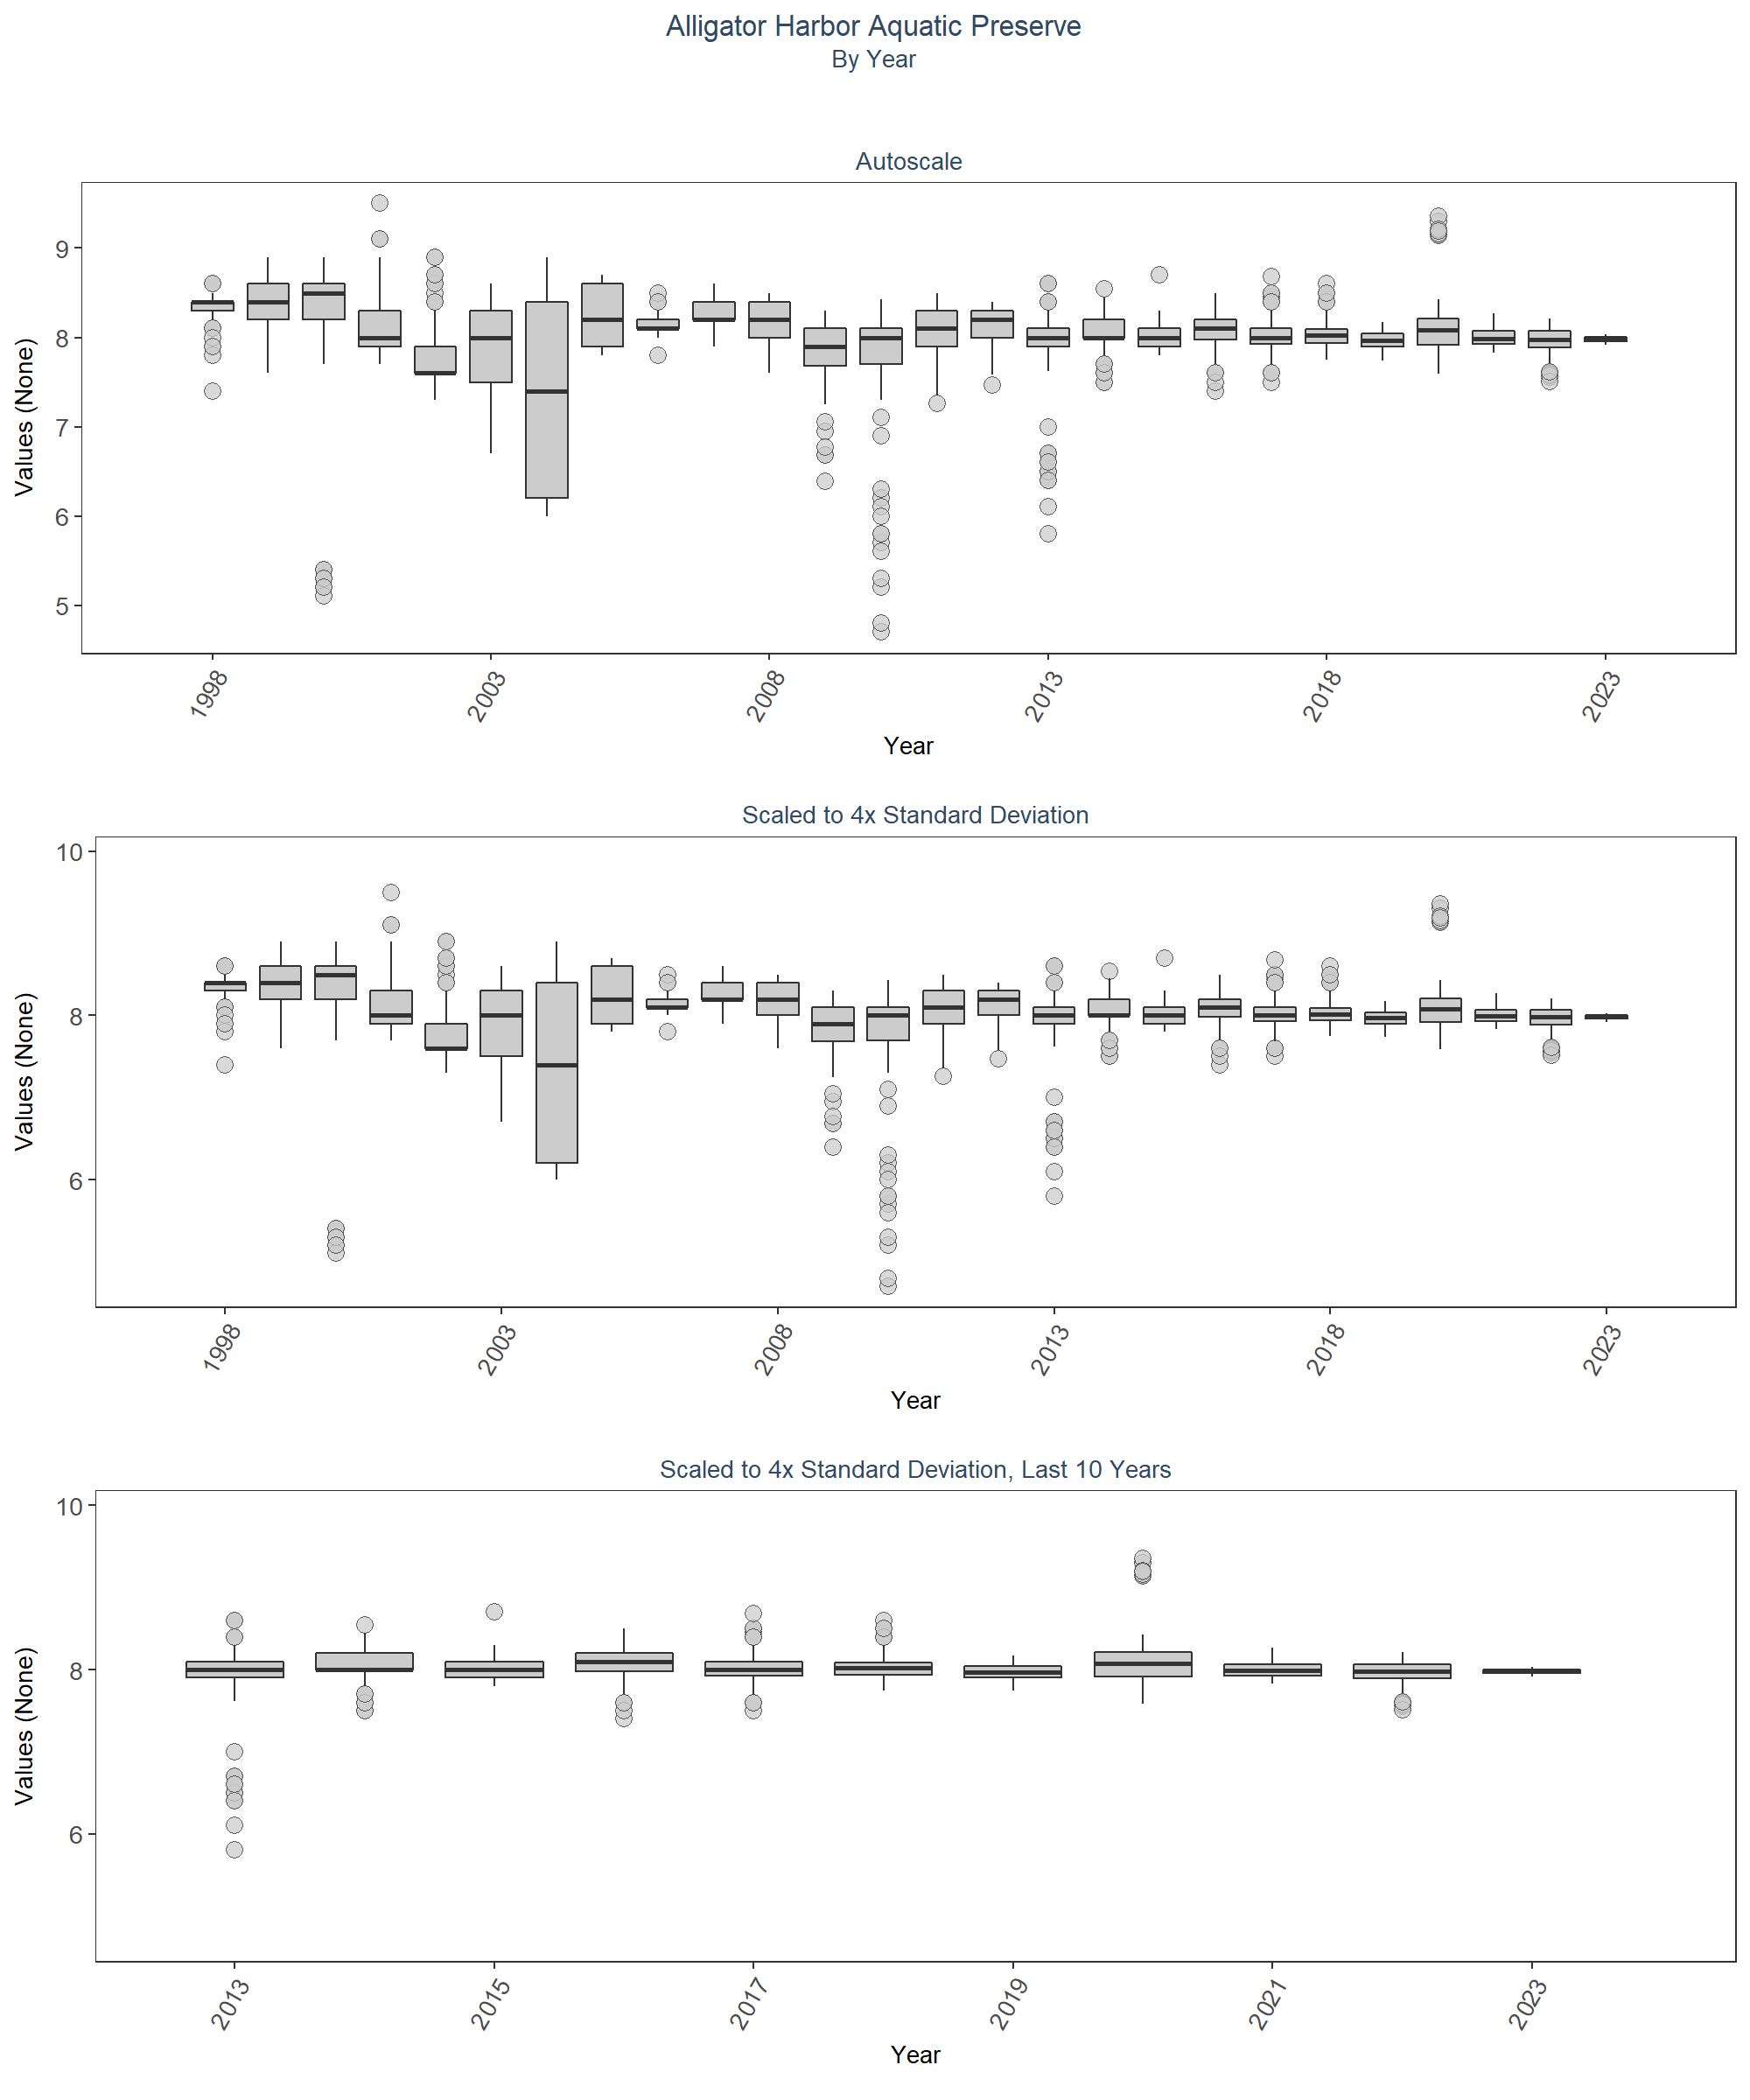 Alligator Harbor Aquatic Preserve
By Year
Autoscale
Values (None)
9
8
7
6
5
1998 2003 2008 2013 2018 2023
Year
Scaled to 4x Standard Deviation
Values (None)
10
8
6
1998 2003 2008 2013 2018 2023
Year
Scaled to 4x Standard Deviation, Last 10 Years
Values (None)
10
8
6
2013 2015 2017 2019 2021 2023
Year